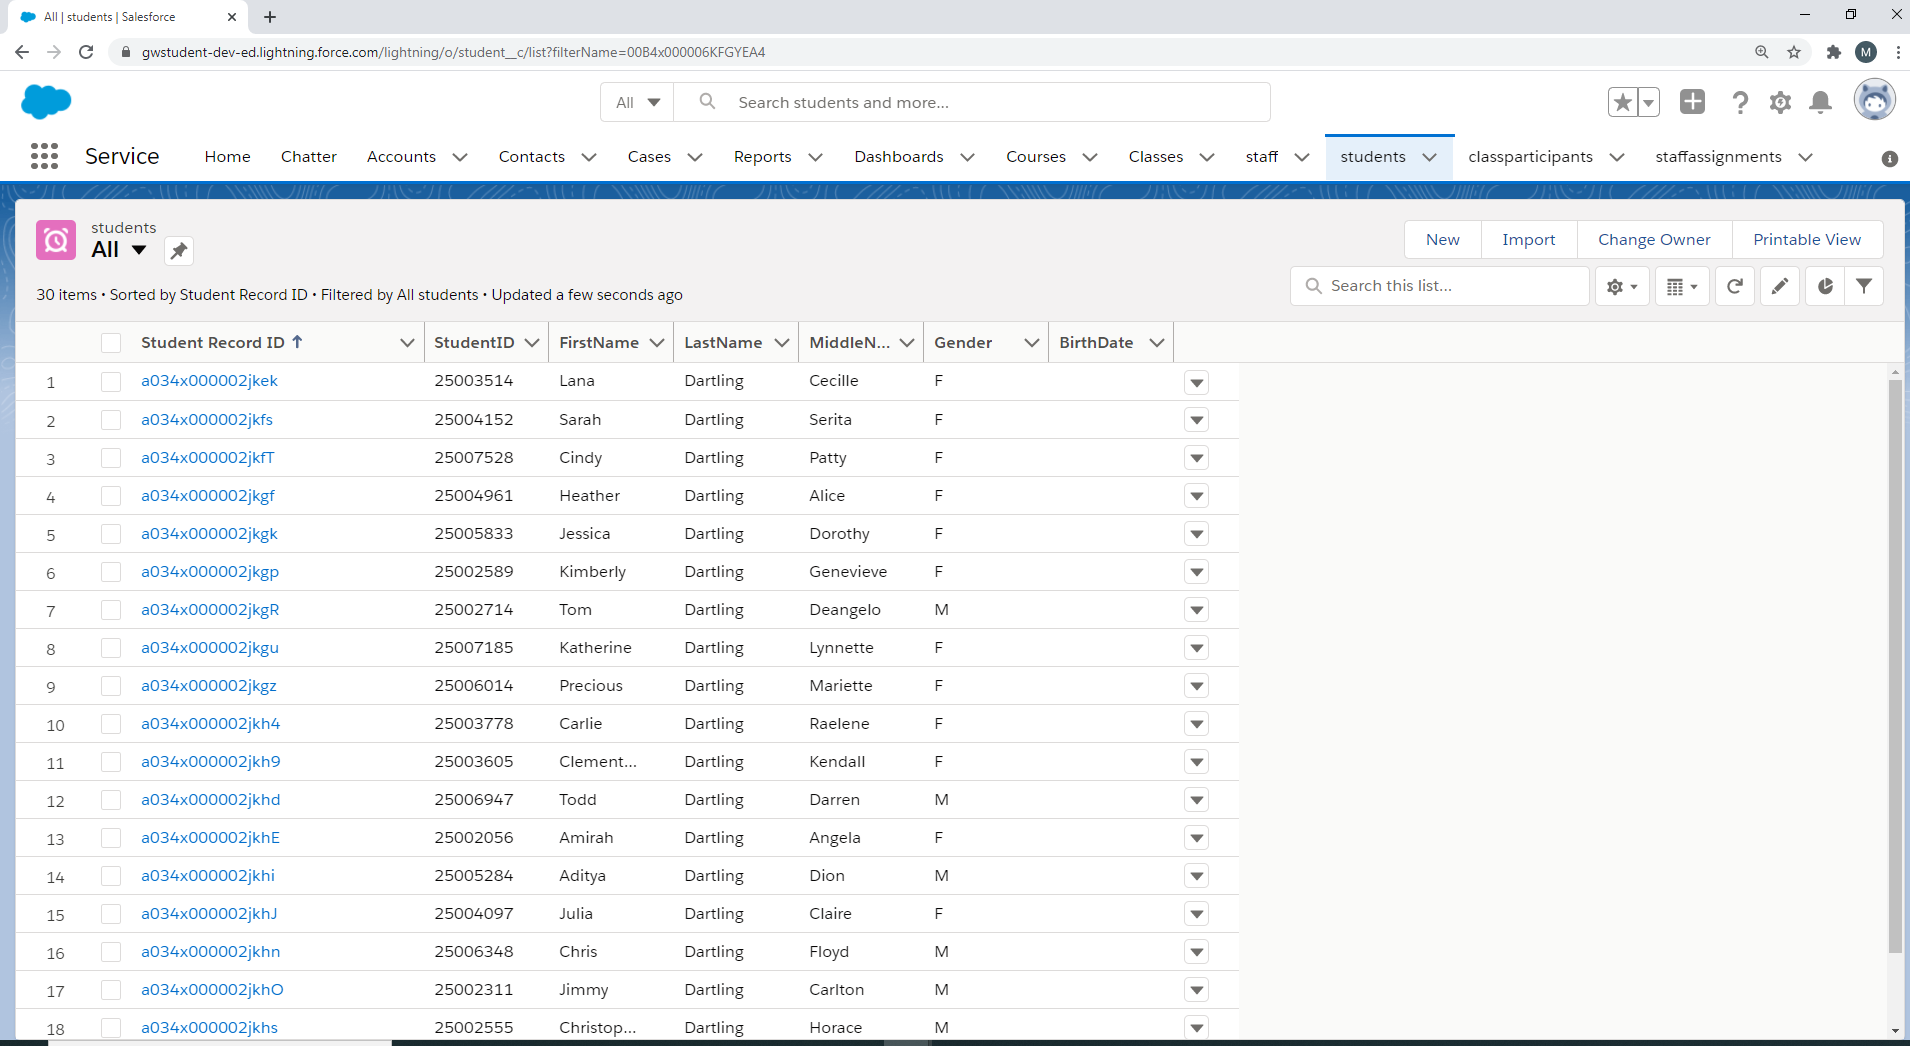 All | students | Salesforce
gwstudent-dev-ed.lightning.force.com/lightning/o/student__c/list?filterName=00B4x000006KFGYEA4 M
All Search students and more...
Service Home Chatter Accounts Contacts Cases Reports Dashboards Courses Classes staff students classparticipants staffassignments
students
All
New Import Change Owner Printable View
30 items • Sorted by Student Record ID • Filtered by All students • Updated a few seconds ago
Search this list...
Student Record ID StudentID FirstName LastName MiddleN... Gender BirthDate
1 a034x000002jkek 25003514 Lana Dartling Cecille F
2 a034x000002jkfs 25004152 Sarah Dartling Serita F
3 a034x000002jkfT 25007528 Cindy Dartling Patty F
4 a034x000002jkgf 25004961 Heather Dartling Alice F
5 a034x000002jkgk 25005833 Jessica Dartling Dorothy F
6 a034x000002jkgp 25002589 Kimberly Dartling Genevieve F
7 a034x000002jkgR 25002714 Tom Dartling Deangelo M
8 a034x000002jkgu 25007185 Katherine Dartling Lynnette F
9 a034x000002jkgz 25006014 Precious Dartling Mariette F
10 a034x000002jkh4 25003778 Carlie Dartling Raelene F
11 a034x000002jkh9 25003605 Clement... Dartling Kendall F
12 a034x000002jkhd 25006947 Todd Dartling Darren M
13 a034x000002jkhE 25002056 Amirah Dartling Angela F
14 a034x000002jkhi 25005284 Aditya Dartling Dion M
15 a034x000002jkhJ 25004097 Julia Dartling Claire F
16 a034x000002jkhn 25006348 Chris Dartling Floyd M
17 a034x000002jkhO 25002311 Jimmy Dartling Carlton M
18 a034x000002jkhs 25002555 Christop... Dartling Horace M